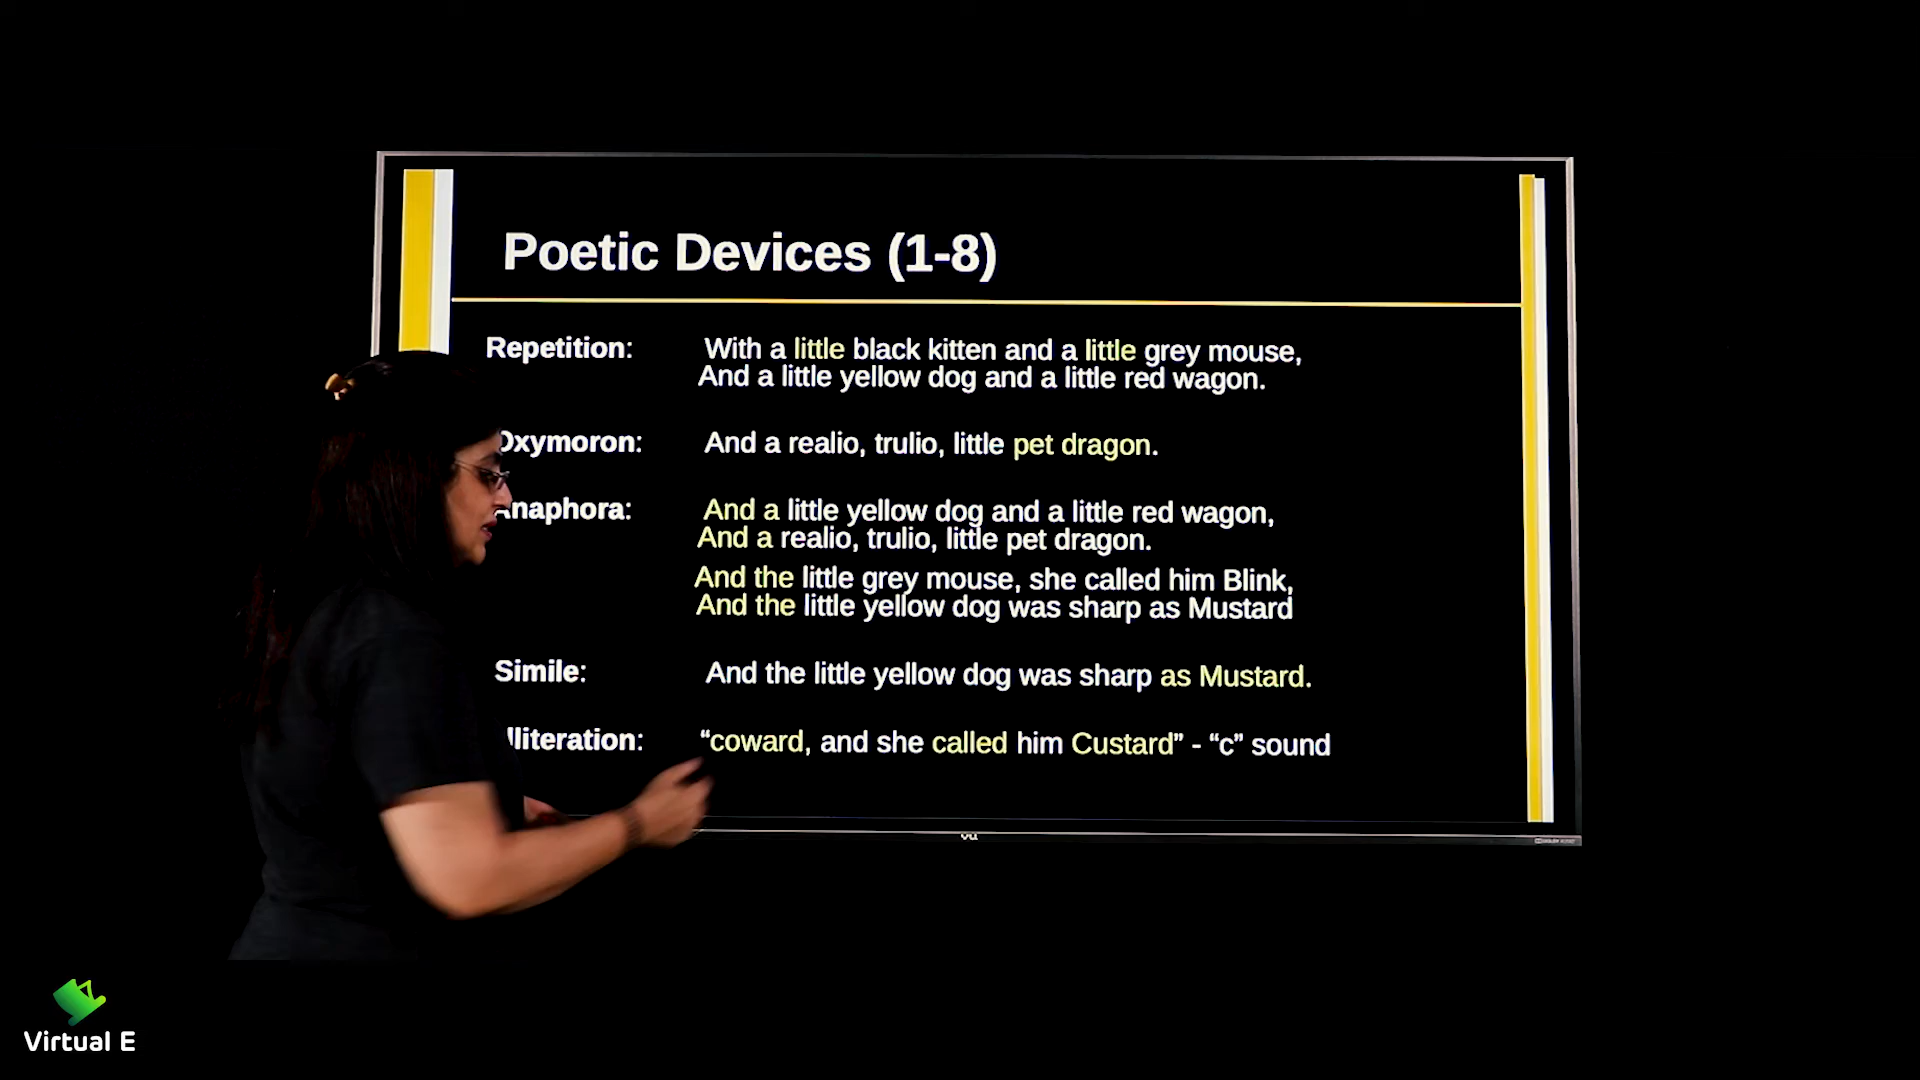 Poetic Devices (1-8)
Repetition: With a little black kitten and a little grey mouse,
And a little yellow dog and a little red wagon.
Oxymoron: And a realio, trulio, little pet dragon.
Anaphora: And a little yellow dog and a little red wagon,
And a realio, trulio, little pet dragon.
And the little grey mouse, she called him Blink,
And the little yellow dog was sharp as Mustard
Simile: And the little yellow dog was sharp as Mustard.
lliteration: “coward, and she called him Custard” - “c” sound
Virtual E